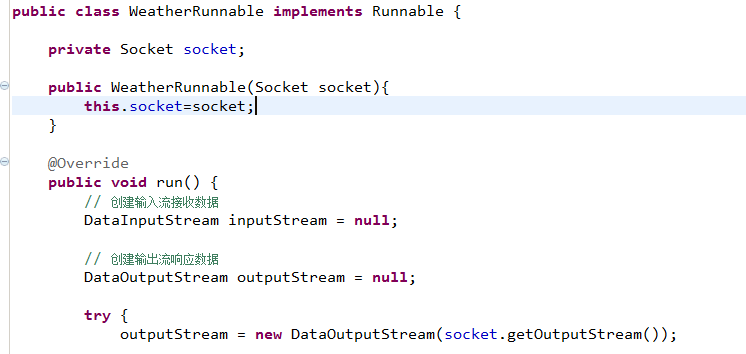 public class WeatherRunnable implements Runnable {
private Socket socket;
public WeatherRunnable(Socket socket){
this.socket=socket;
}
@Override
public void run() {
// 创建输入流接收数据
DataInputStream inputStream = null;
// 创建输出流响应数据
DataOutputStream outputStream = null;
try {
outputStream = new DataOutputStream(socket.getOutputStream());